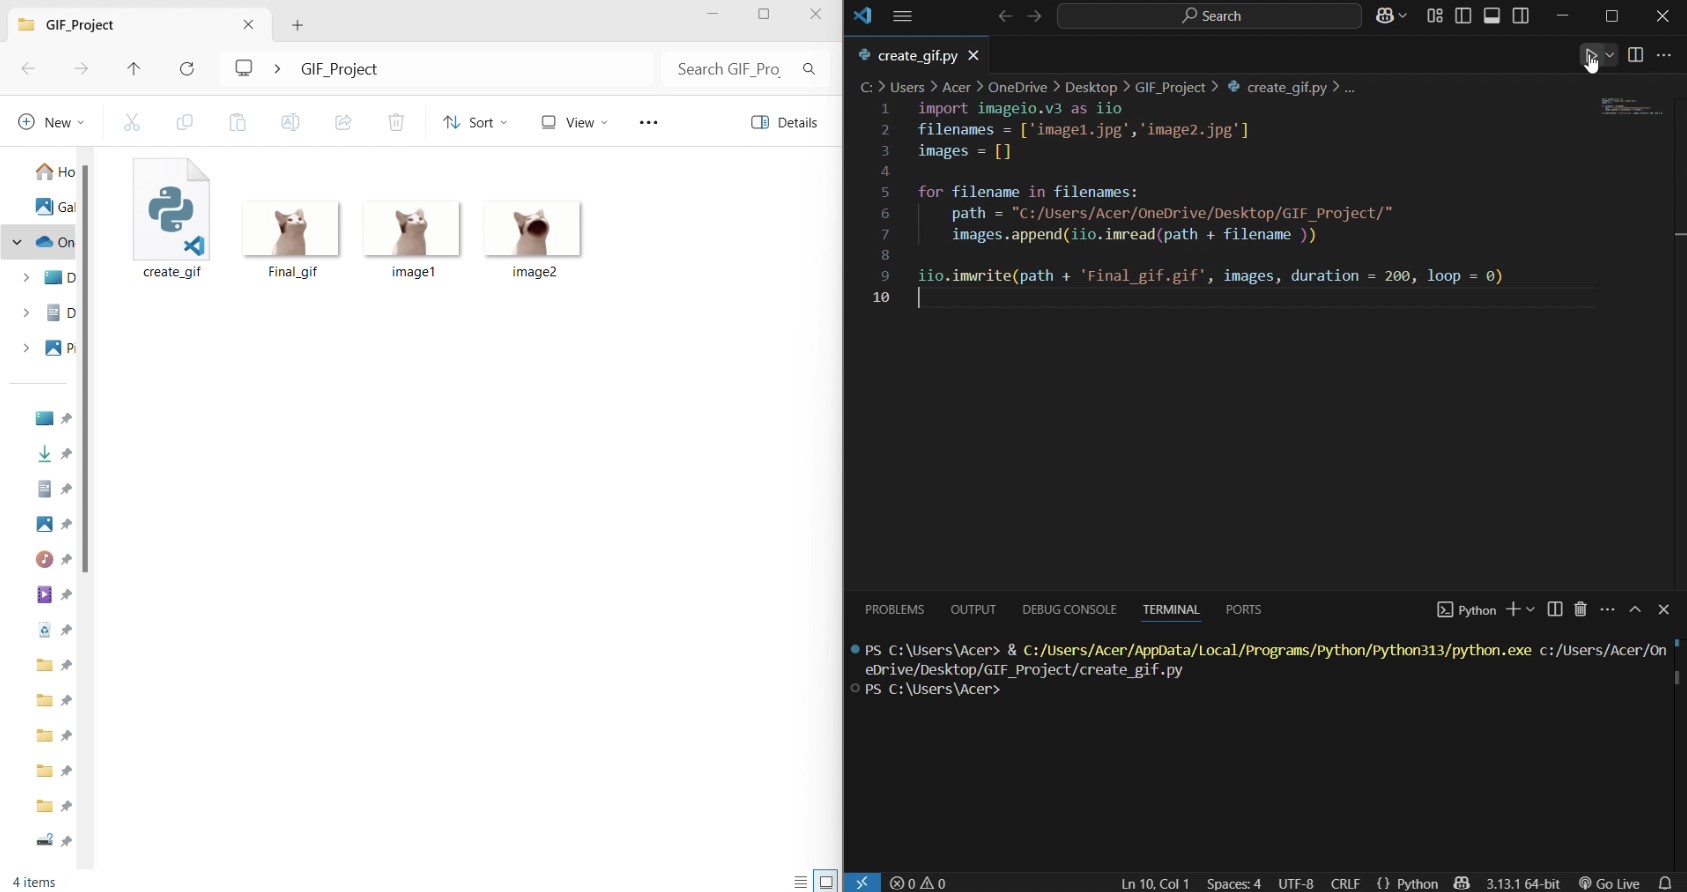 GIF_Project
GIF_Project
Search GIF_Pro
New
Sort
View
Details
Ho
Gal
On
D
D
Pi
create_gif
Final_gif
image1
image2
4 items
Search
create_gif.py
C: > Users > Acer > OneDrive > Desktop > GIF_Project > create_gif.py > ...
1 import imageio.v3 as iio
2 filenames = ['image1.jpg','image2.jpg']
3 images = []
4
5 for filename in filenames:
6 path = "C:/Users/Acer/OneDrive/Desktop/GIF_Project/"
7 images.append(iio.imread(path + filename ))
8
9 iio.imwrite(path + 'Final_gif.gif', images, duration = 200, loop = 0)
10
PROBLEMS OUTPUT DEBUG CONSOLE TERMINAL PORTS Python
PS C:\Users\Acer> & C:/Users/Acer/AppData/Local/Programs/Python/Python313/python.exe c:/Users/Acer/On
eDrive/Desktop/GIF_Project/create_gif.py
PS C:\Users\Acer>
0 0 Ln 10, Col 1 Spaces: 4 UTF-8 CRLF {} Python 3.13.1 64-bit Go Live